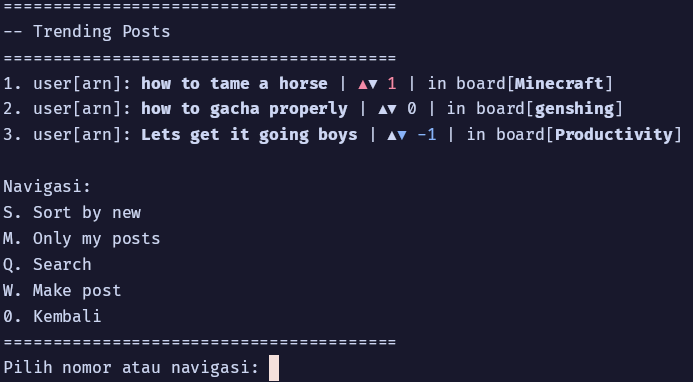 =======================================
-- Trending Posts
=======================================
1. user[arn]: how to tame a horse | ▲▼ 1 | in board[Minecraft]
2. user[arn]: how to gacha properly | ▲▼ 0 | in board[genshing]
3. user[arn]: Lets get it going boys | ▲▼ -1 | in board[Productivity]
Navigasi:
S. Sort by new
M. Only my posts
Q. Search
W. Make post
0. Kembali
=======================================
Pilih nomor atau navigasi: